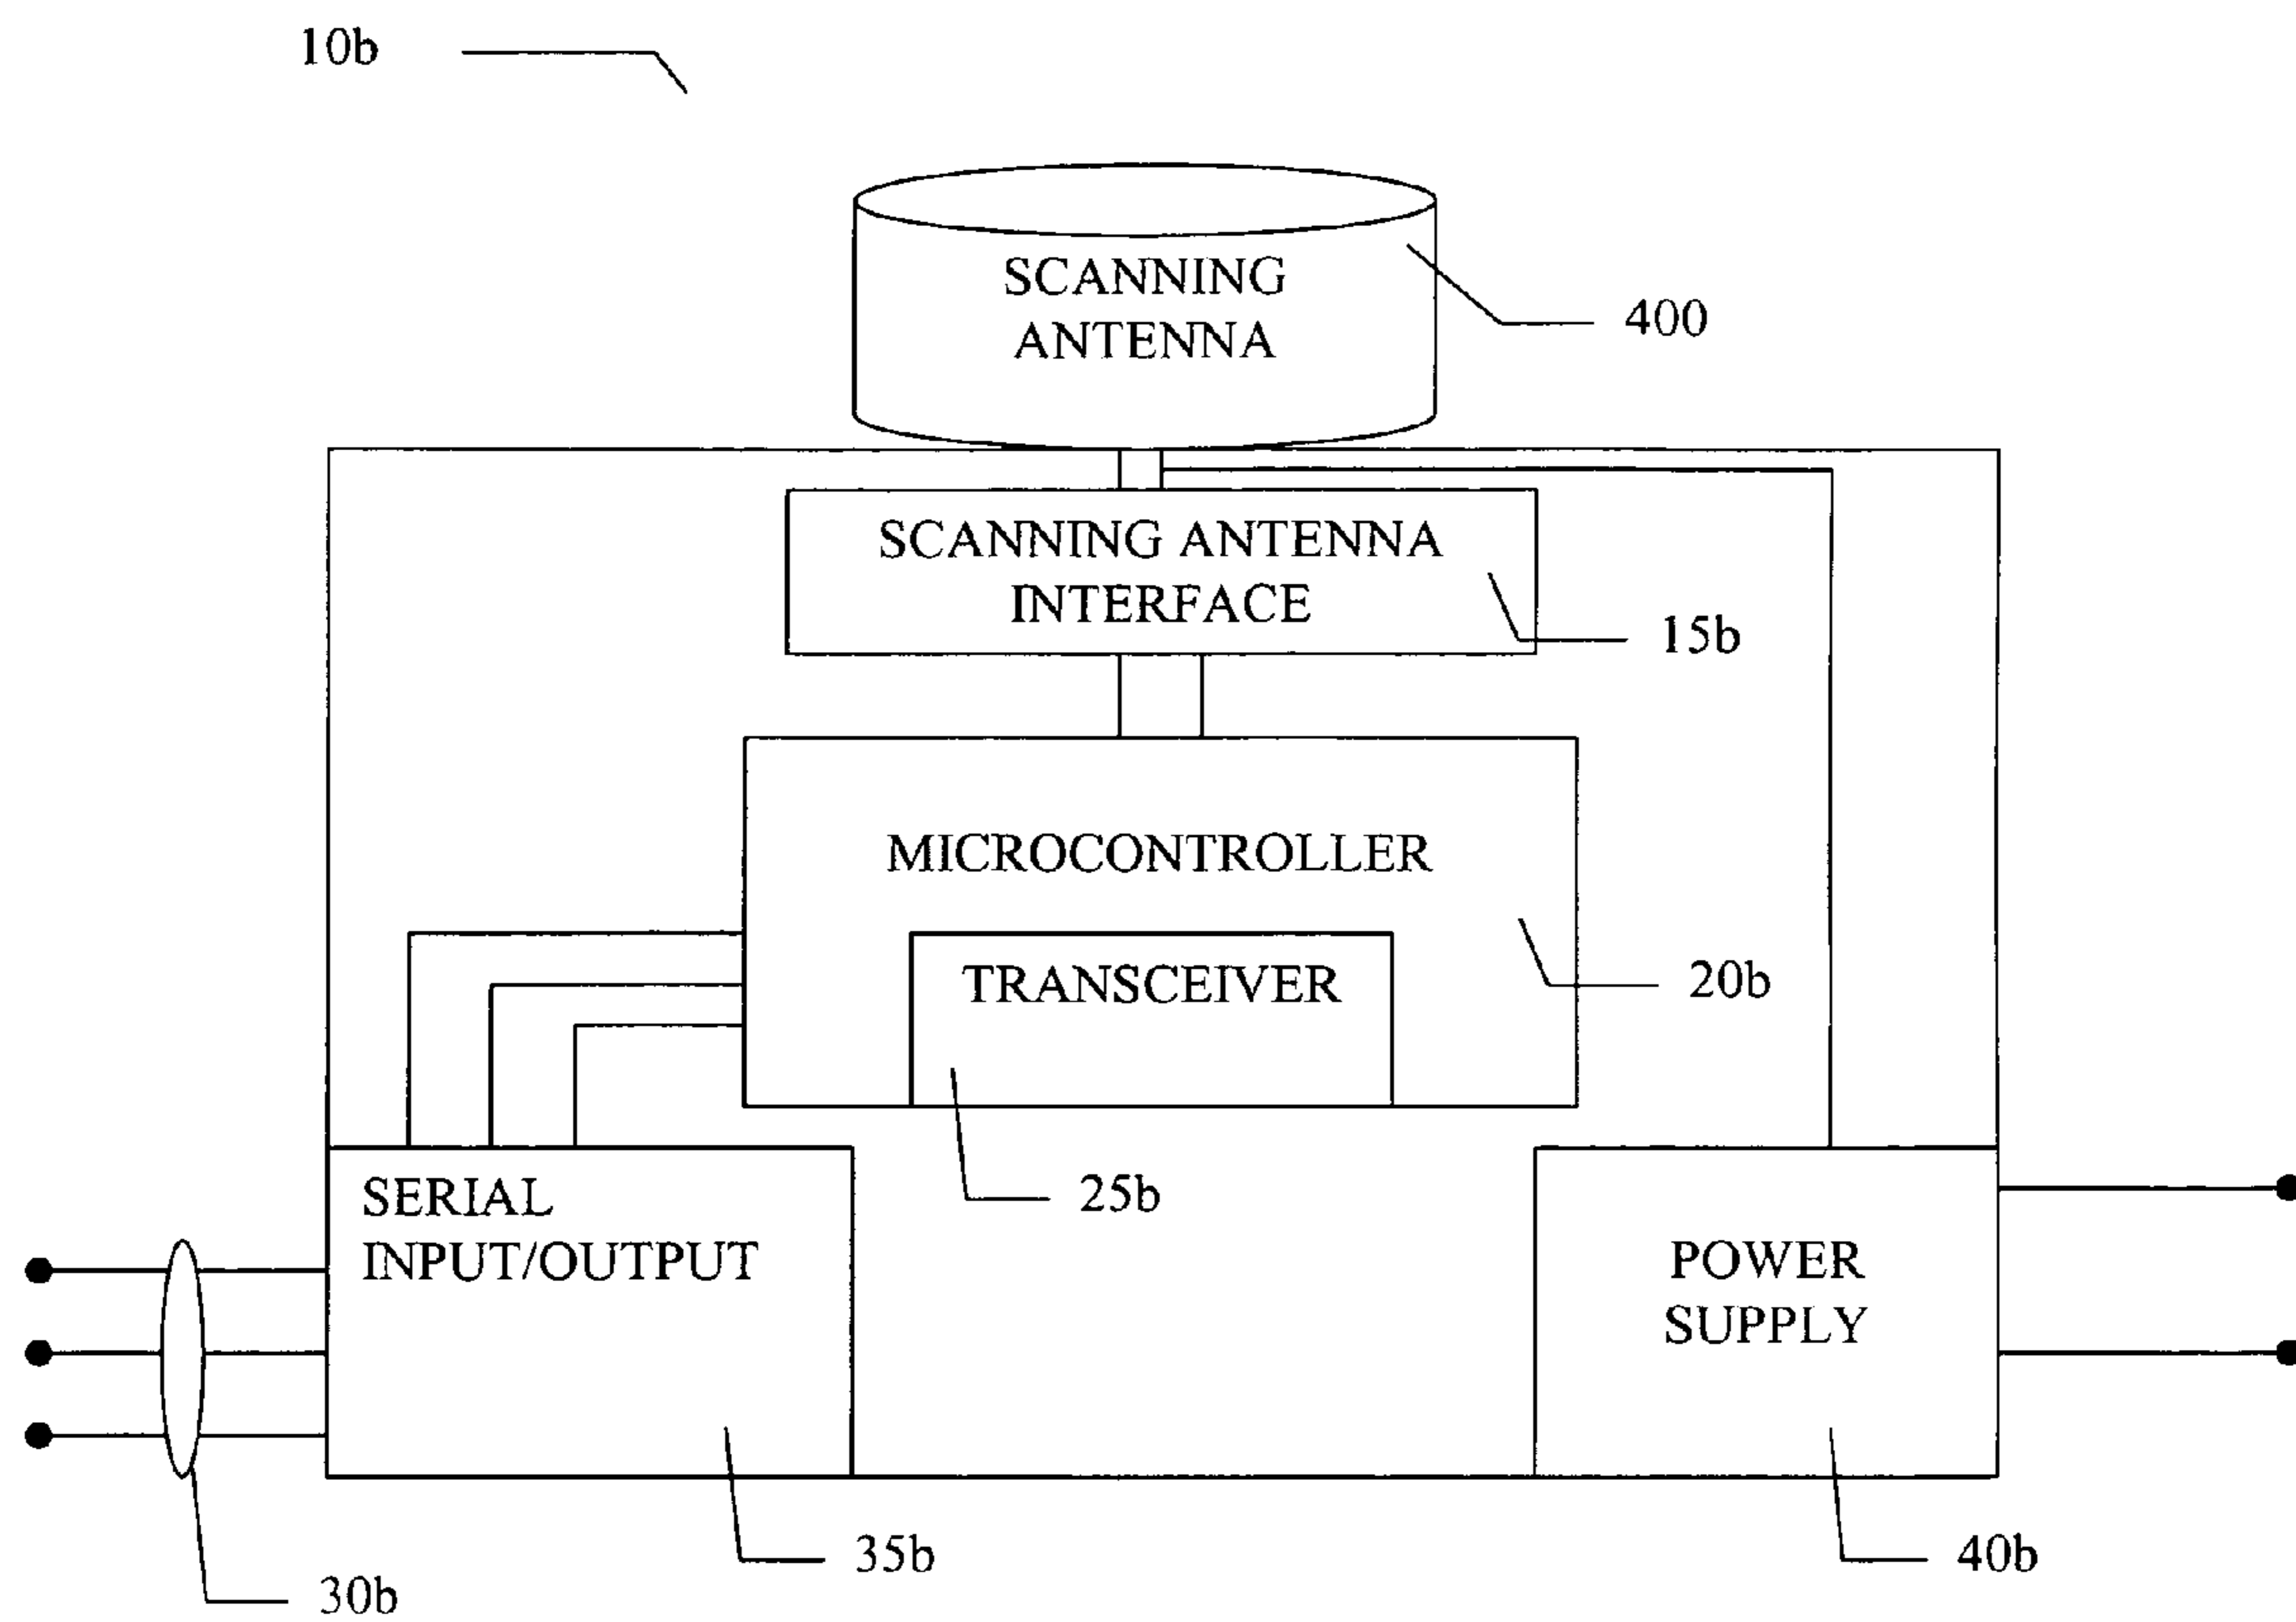 10b
SCANNING
ANTENNA
400
SCANNING ANTENNA
INTERFACE
15b
MICROCONTROLLER
TRANSCEIVER
20b
25b
SERIAL
INPUT/OUTPUT
POWER
SUPPLY
35b
40b
30b